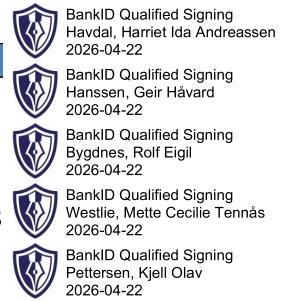 BankID Qualified Signing
Havdal, Harriet Ida Andreassen
2026-04-22
BankID Qualified Signing
Hanssen, Geir Håvard
2026-04-22
BankID Qualified Signing
Bygdnes, Rolf Eigil
2026-04-22
BankID Qualified Signing
Westlie, Mette Cecilie Tennås
2026-04-22
BankID Qualified Signing
Pettersen, Kjell Olav
2026-04-22